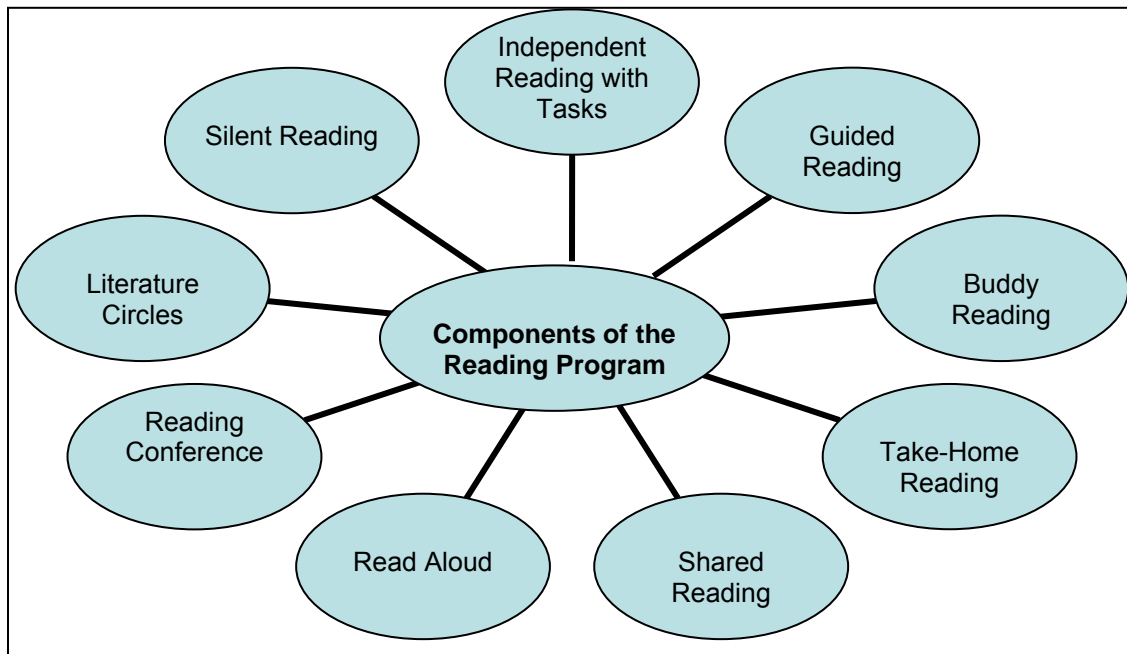 Independent
Reading with
Tasks
Silent Reading
Guided
Reading
Literature
Circles
Buddy
Reading
Components of the
Reading Program
Reading
Conference
Take-Home
Reading
Read Aloud
Shared
Reading